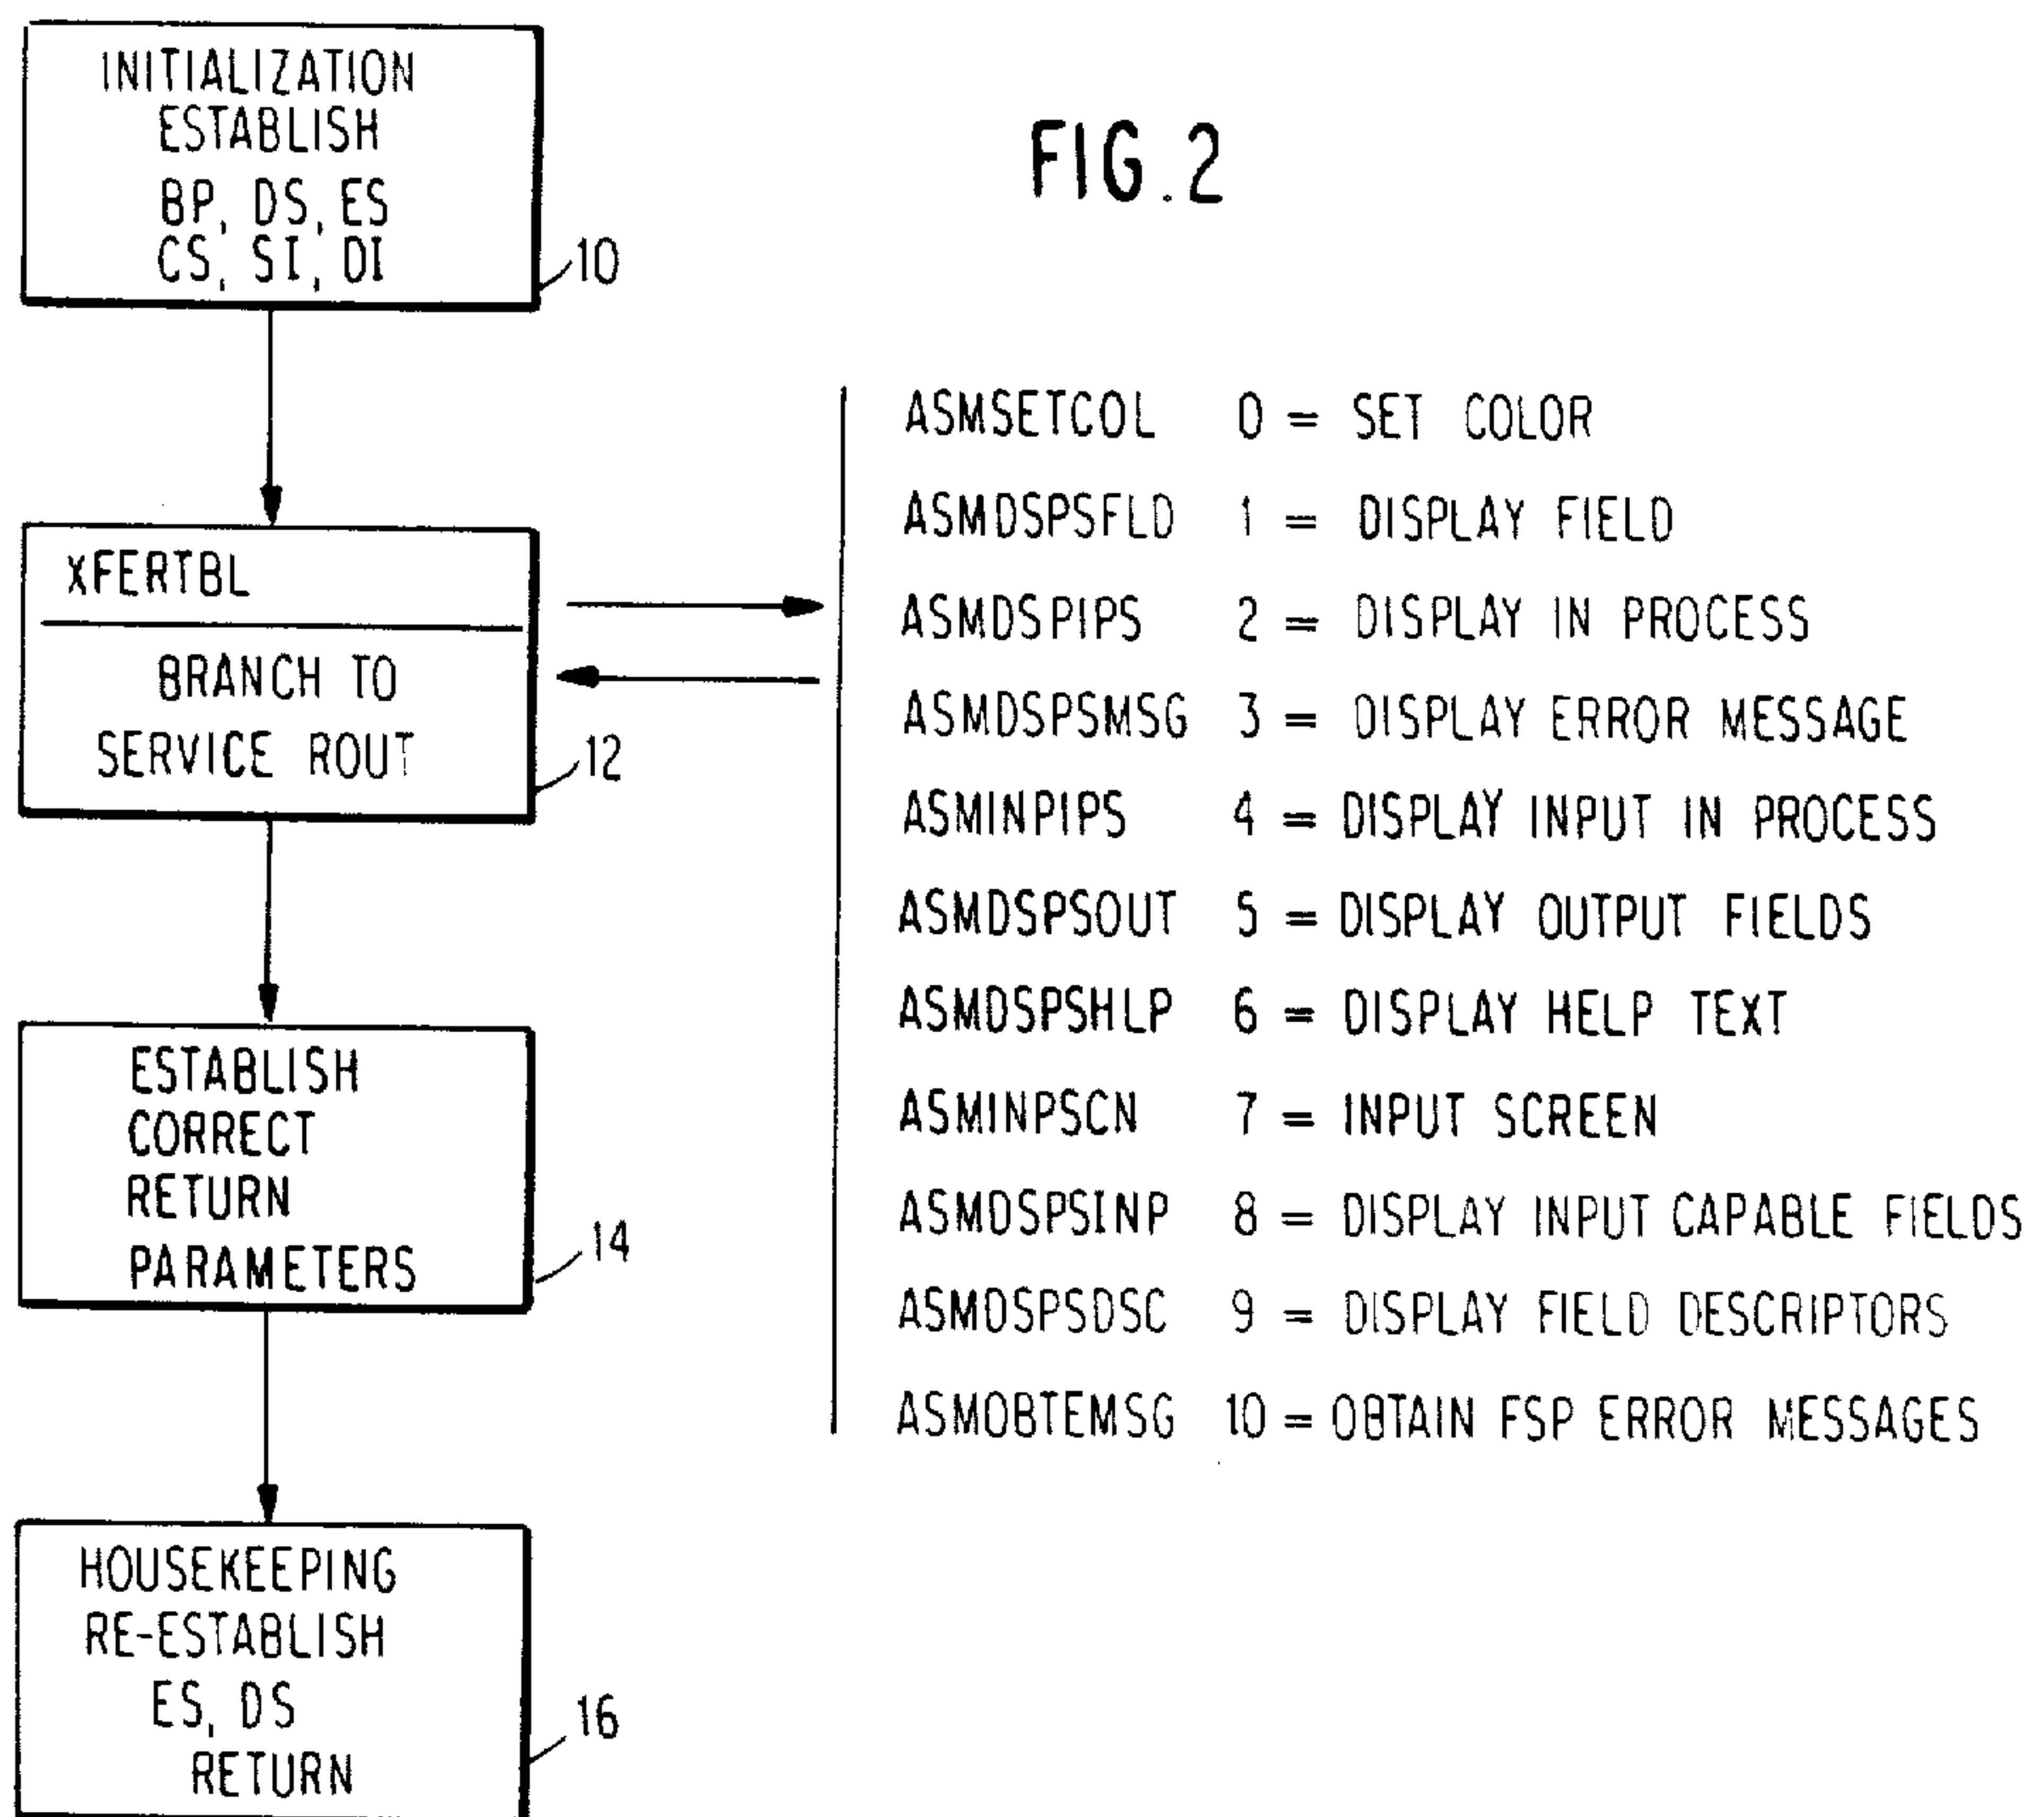 INITIALIZATION
ESTABLISH
BP, DS, ES
CS, SI, DI
10
FIG.2
XFERTBL
BRANCH TO
SERVICE ROUT
12
ASMSETCOL 0 = SET COLOR
ASMDSPSFLD 1 = DISPLAY FIELD
ASMDSPIPS 2 = DISPLAY IN PROCESS
ASMDSPSMSG 3 = DISPLAY ERROR MESSAGE
ASMINPIPS 4 = DISPLAY INPUT IN PROCESS
ASMDSPSOUT 5 = DISPLAY OUTPUT FIELDS
ASMDSPSHLP 6 = DISPLAY HELP TEXT
ASMINPSCN 7 = INPUT SCREEN
ASMDSPSINP 8 = DISPLAY INPUT CAPABLE FIELDS
ASMDSPSDSC 9 = DISPLAY FIELD DESCRIPTORS
ASMOBTEMSG 10 = OBTAIN FSP ERROR MESSAGES
ESTABLISH
CORRECT
RETURN
PARAMETERS
14
HOUSEKEEPING
RE-ESTABLISH
ES, DS
RETURN
16